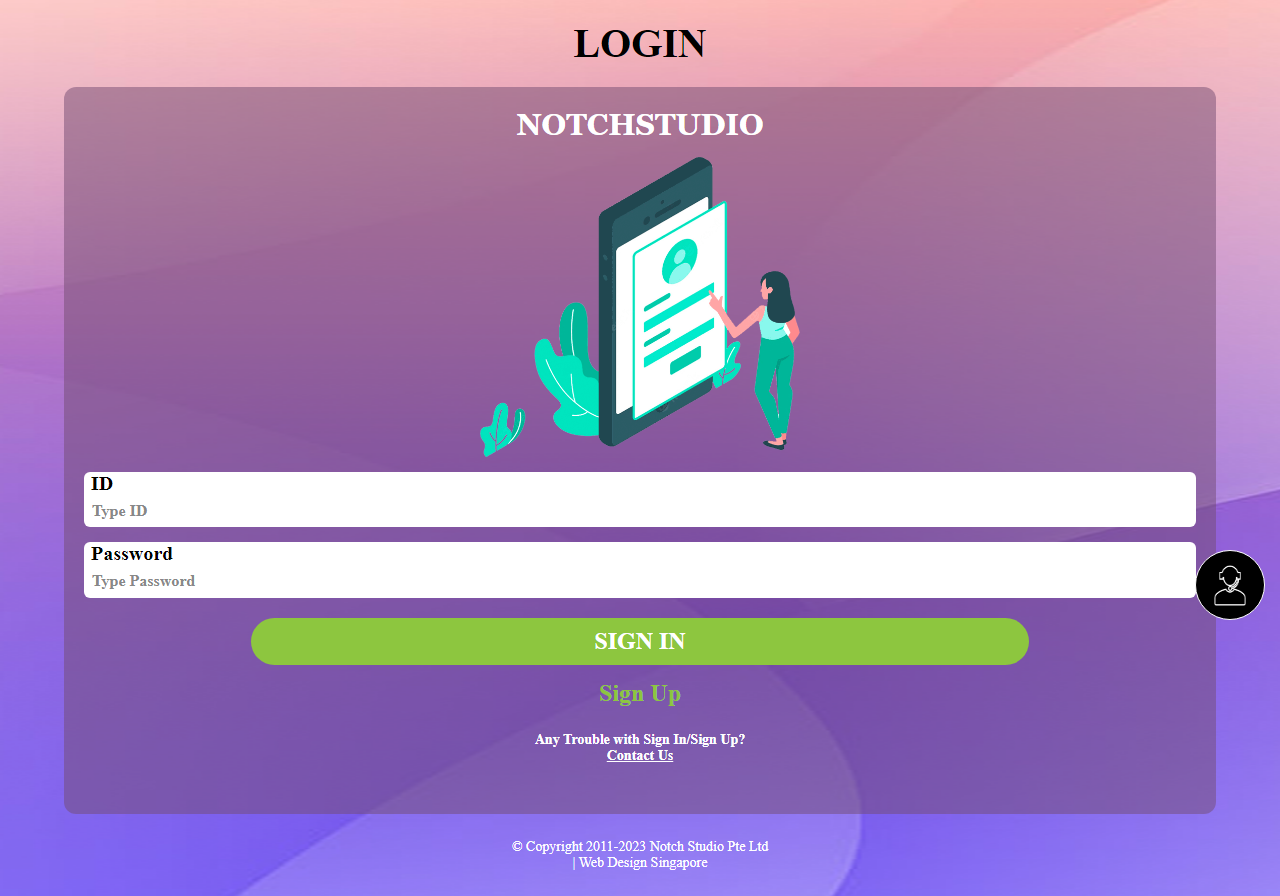 LOGIN
NOTCHSTUDIO
ID
Type ID
Password
Type Password
SIGN IN
Sign Up
Any Trouble with Sign In/Sign Up?
Contact Us
© Copyright 2011-2023 Notch Studio Pte Ltd
| Web Design Singapore